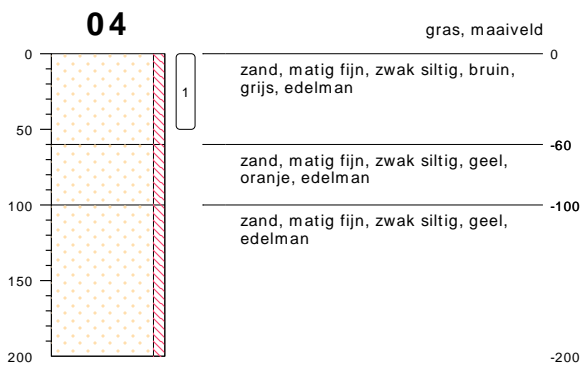 04
gras, maaiveld
0
0
zand, matig fijn, zwak siltig, bruin,
grijs, edelman
1
50
-60
zand, matig fijn, zwak siltig, geel,
oranje, edelman
100
-100
zand, matig fijn, zwak siltig, geel,
edelman
150
200
-200